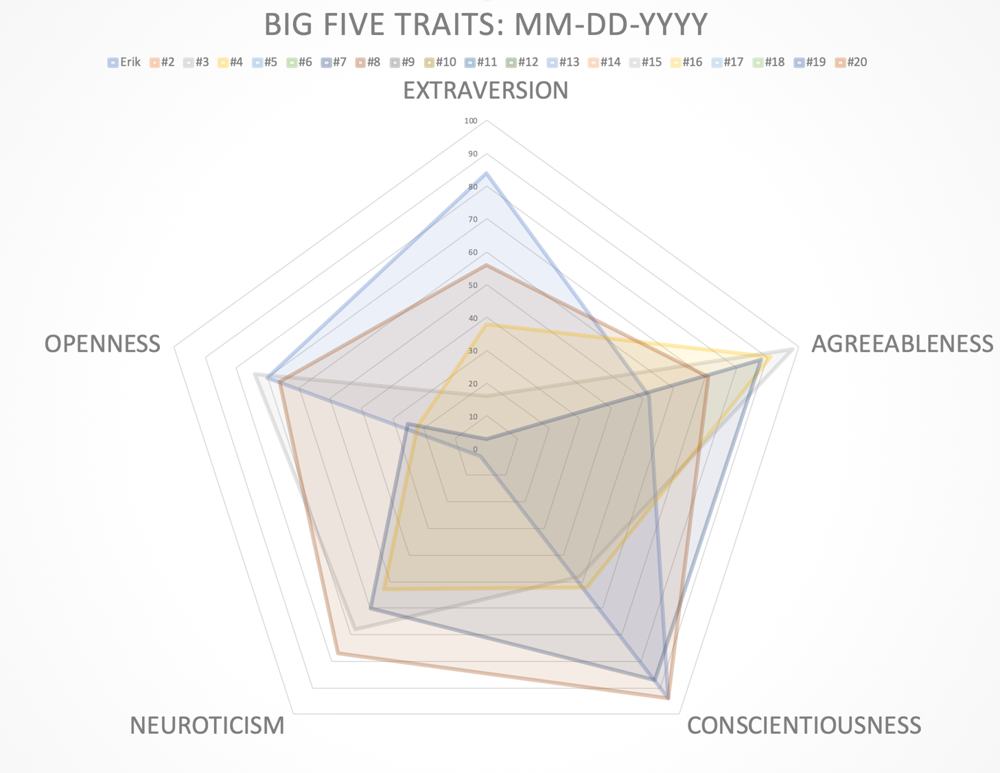 BIG FIVE TRAITS: MM-DD-YYYY
Erik #2 #3 #4 #5 #6 #7 #8 #9 #10 #11 #12 #13 #14 #15 #16 #17 #18 #19 #20
EXTRAVERSION
100
90
80
70
60
50
40
30
20
10
0
OPENNESS
AGREEABLENESS
NEUROTICISM
CONSCIENTIOUSNESS